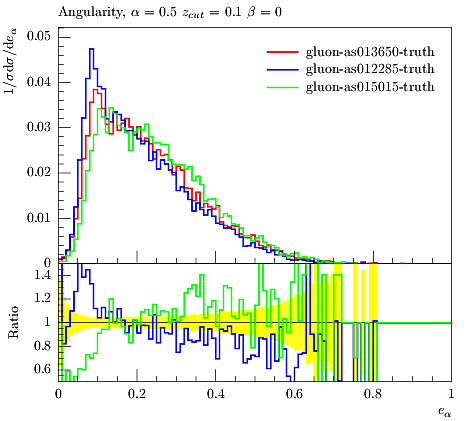 Angularity, α = 0.5 z_cut = 0.1 β = 0
1/σ dσ/de_α
0.05
0.04
0.03
0.02
0.01
0
gluon-as013650-truth
gluon-as012285-truth
gluon-as015015-truth
Ratio
1.4
1.2
1
0.8
0.6
0 0.2 0.4 0.6 0.8 1
e_α